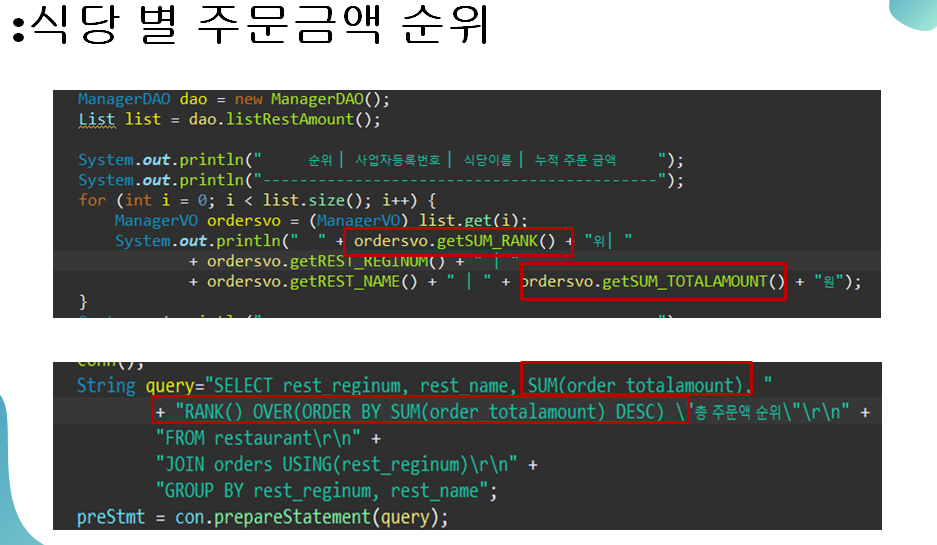 •식당 별 주문금액 순위
ManagerDAO dao = new ManagerDAO();
List list = dao.listRestAmount();
System.out.println("      순위 |  사업자등록번호 |  식당이름 |  누적 주문 금액      ");
System.out.println("--------------------------------------------");
for (int i = 0; i < list.size(); i++) {
ManagerVO ordersvo = (ManagerVO) list.get(i);
System.out.println("  " + ordersvo.getSUM_RANK() + "위| "
+ ordersvo.getREST_REGINUM() + " | "
+ ordersvo.getREST_NAME() + " | " + ordersvo.getSUM_TOTALAMOUNT() + "원");
}
conn();
String query="SELECT rest_reginum, rest_name, SUM(order_totalamount), "
+ "RANK() OVER(ORDER BY SUM(order_totalamount) DESC) \"총 주문액 순위\"\r\n" +
"FROM restaurant\r\n" +
"JOIN orders USING(rest_reginum)\r\n" +
"GROUP BY rest_reginum, rest_name";
preStmt = con.prepareStatement(query);